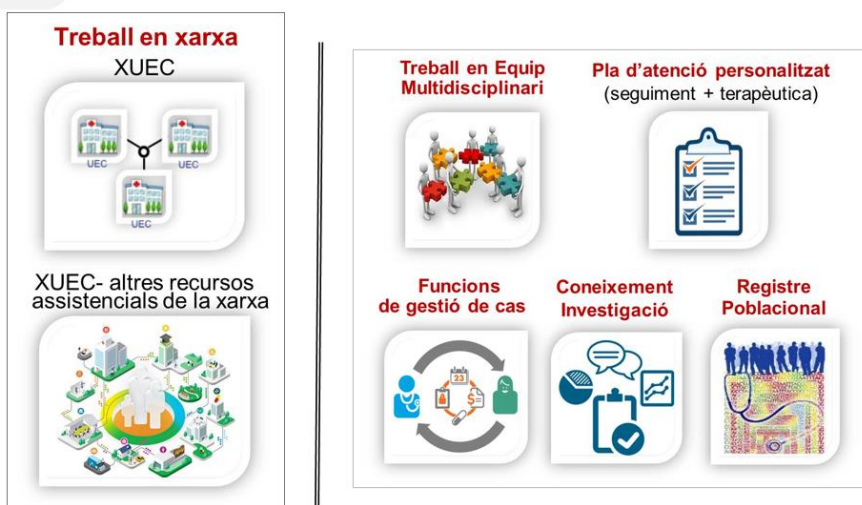 Treball en xarxa
XUEC
UEC
UEC
UEC
XUEC- altres recursos
assistencials de la xarxa
Treball en Equip
Multidisciplinari
Pla d'atenció personalitzat
(seguiment + terapèutica)
23
$
Funcions
de gestió de cas
Coneixement
Investigació
Registre
Poblacional